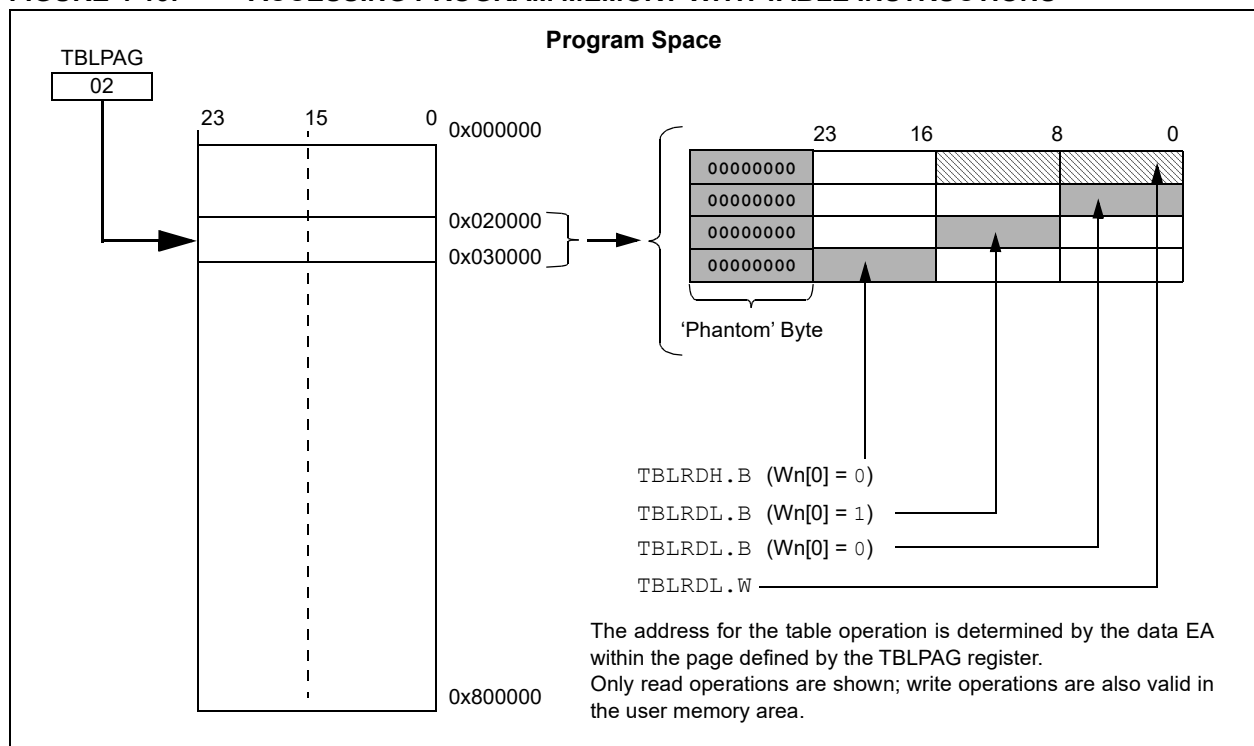 Program Space
TBLPAG
02
23 15 0
0x000000
0x020000
0x030000
0x800000
23 16 8 0
00000000
00000000
00000000
00000000
‘Phantom’ Byte
TBLRDH.B (Wn[0] = 0)
TBLRDL.B (Wn[0] = 1)
TBLRDL.B (Wn[0] = 0)
TBLRDL.W
The address for the table operation is determined by the data EA
within the page defined by the TBLPAG register.
Only read operations are shown; write operations are also valid in
the user memory area.